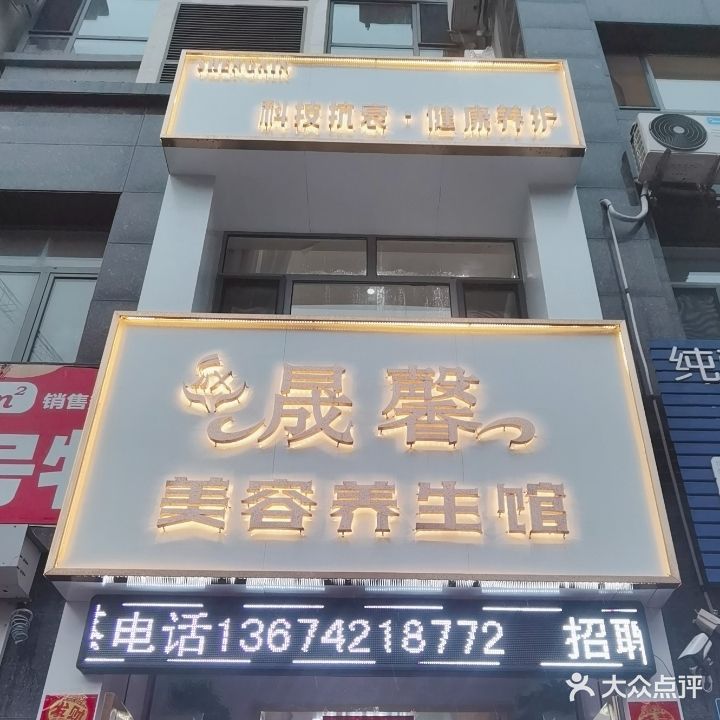 SHENGXIN
科技抗衰·健康养护
晟馨
美容养生馆
电话13674218772 招聘
m²
销售
号
纯
大众点评